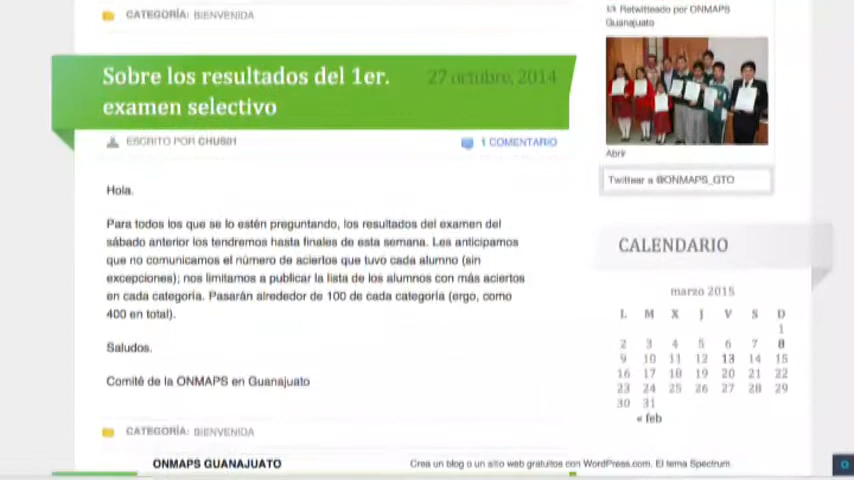 CATEGORÍA: BIENVENIDA
Sobre los resultados del 1er.
examen selectivo
27 octubre, 2014
ESCRITO POR CHUS01
1 COMENTARIO
Hola.
Para todos los que se lo estén preguntando, los resultados del examen del
sábado anterior los tendremos hasta finales de esta semana. Les anticipamos
que no comunicamos el número de aciertos que tuvo cada alumno (sin
excepciones); nos limitamos a publicar la lista de los alumnos con más aciertos
en cada categoría. Pasarán alrededor de 100 de cada categoría (ergo, como
400 en total).
Saludos.
Comité de la ONMAPS en Guanajuato
CATEGORÍA: BIENVENIDA
ONMAPS GUANAJUATO
Crea un blog o un sitio web gratuitos con WordPress.com. El tema Spectrum.
Retwitteado por ONMAPS
Guanajuato
Abrir
Twittear a @ONMAPS_GTO
CALENDARIO
marzo 2015
L M X J V S D
1
2 3 4 5 6 7 8
9 10 11 12 13 14 15
16 17 18 19 20 21 22
23 24 25 26 27 28 29
30 31
« feb